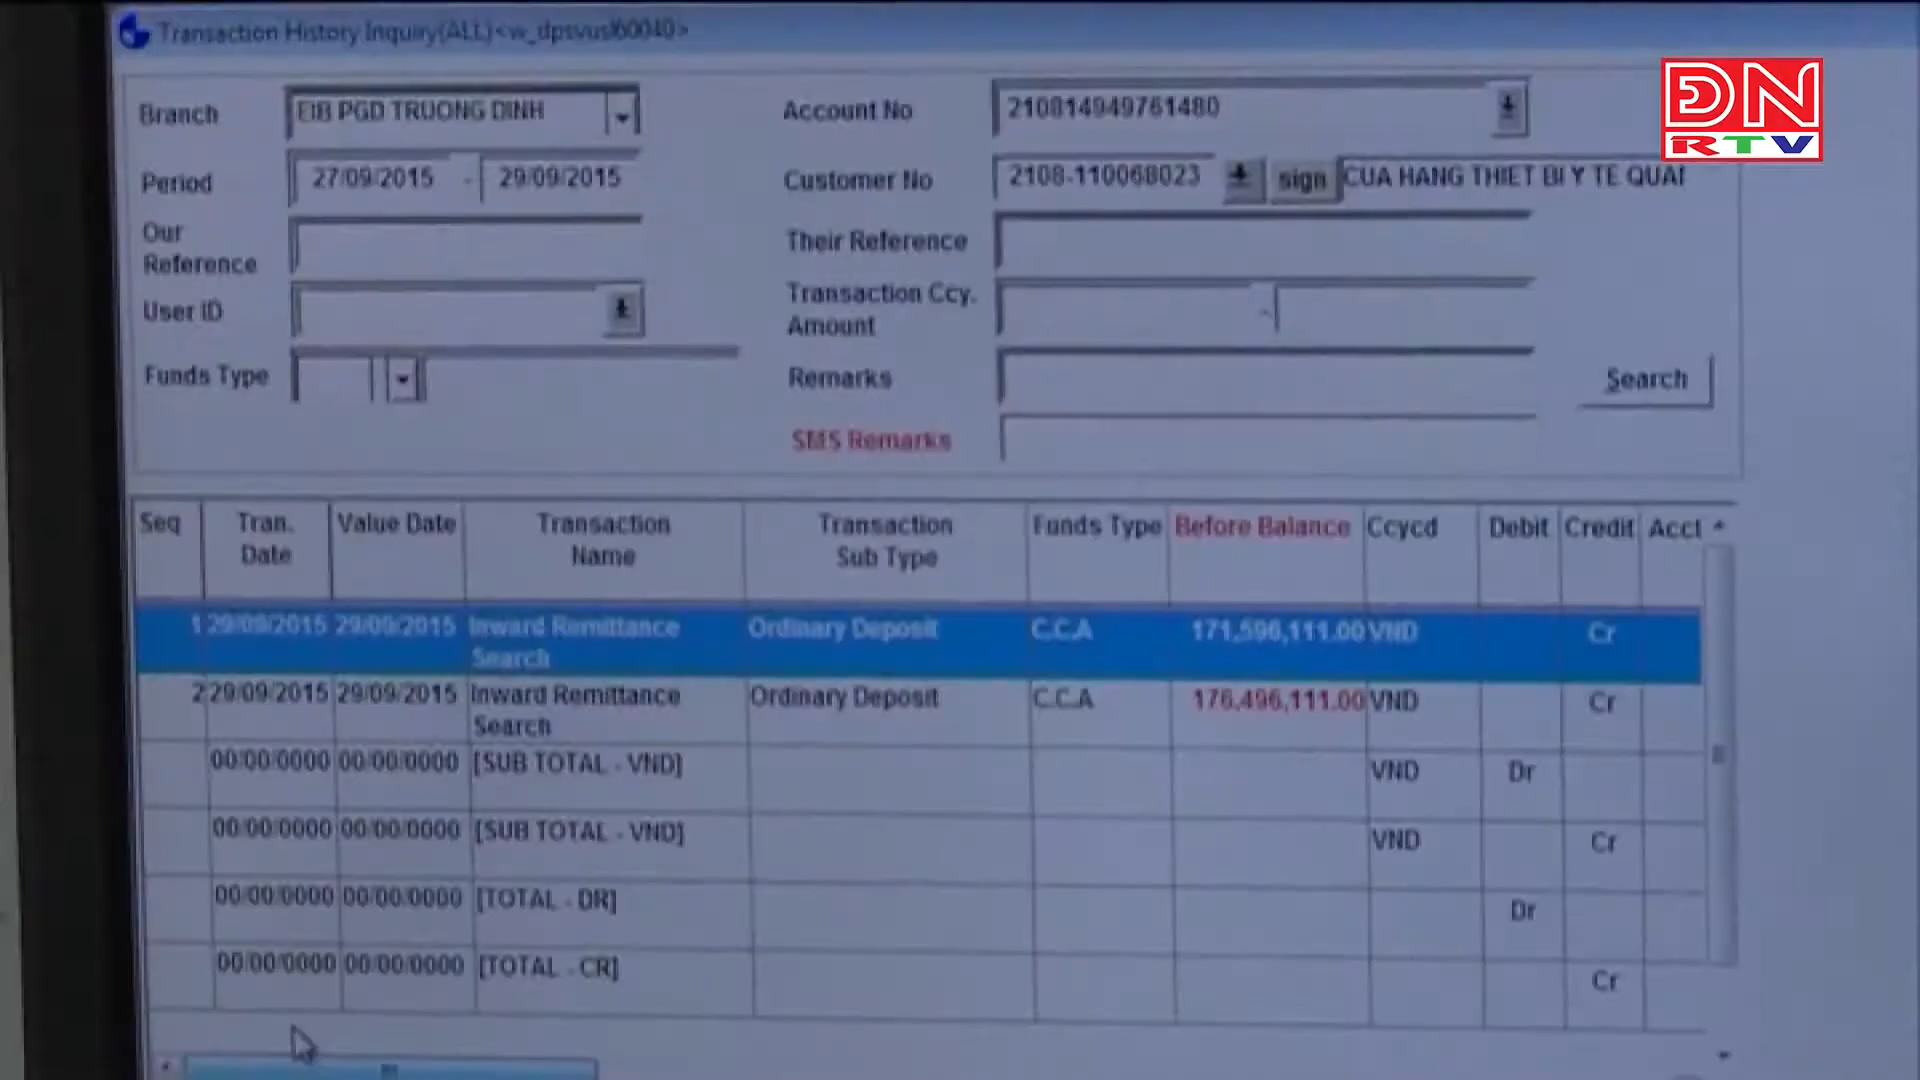 Transaction History Inquiry(ALL)<w_dpsvusl60040>
DN
RTV
Branch EIB PGD TRUONG DINH Account No 210814949761480
Period 27/09/2015 - 29/09/2015 Customer No 2108-110068023 sign CUA HANG THIET BI Y TE QUAN
Our
Reference
Their Reference
User ID
Transaction Ccy.
Amount
Funds Type
Remarks
Search
SMS Remarks
Seq Tran. Value Date Transaction Transaction Funds Type Before Balance Ccycd Debit Credit Acct
Date Name Sub Type
1 29/09/2015 29/09/2015 Inward Remittance Ordinary Deposit C.C.A 171,596,111.00 VND Cr
Search
2 29/09/2015 29/09/2015 Inward Remittance Ordinary Deposit C.C.A 176,496,111.00 VND Cr
Search
00/00/0000 00/00/0000 [SUB TOTAL - VND] VND Dr
00/00/0000 00/00/0000 [SUB TOTAL - VND] VND Cr
00/00/0000 00/00/0000 [TOTAL - DR] Dr
00/00/0000 00/00/0000 [TOTAL - CR] Cr